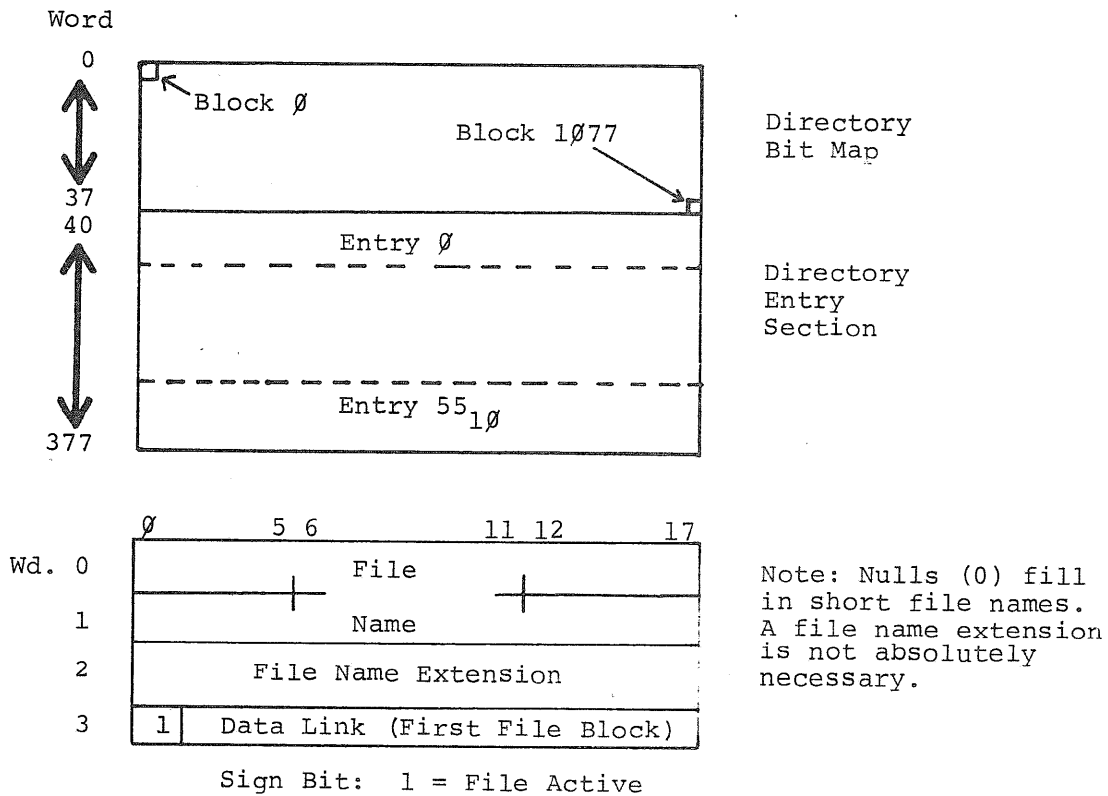 Word
0
Block Ø
Block 1Ø77
Directory
Bit Map
37
40
Entry Ø
Directory
Entry
Section
Entry 55₁Ø
377
Ø 5 6 11 12 17
Wd. 0 File
1 Name
2 File Name Extension
3 1 Data Link (First File Block)
Note: Nulls (0) fill
in short file names.
A file name extension
is not absolutely
necessary.
Sign Bit: 1 = File Active